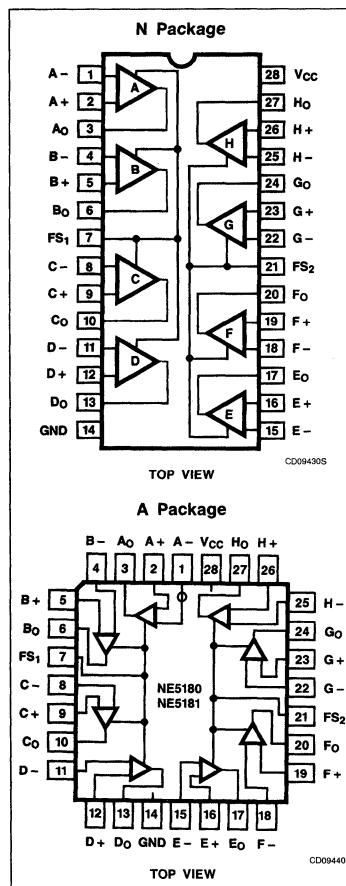 N Package
A- 1 A 28 VCC
A+ 2 27 HO
AO 3 26 H+
B- 4 B H 25 H-
B+ 5 24 GO
BO 6 23 G+
FS1 7 G 22 G-
C- 8 C 21 FS2
C+ 9 20 FO
CO 10 19 F+
D- 11 D F 18 F-
D+ 12 17 EO
DO 13 16 E+
GND 14 E 15 E-
CD09430S
TOP VIEW
A Package
B- AO A+ A- VCC HO H+
4 3 2 1 28 27 26
B+ 5 25 H-
BO 6 24 GO
FS1 7 23 G+
C- 8 NE5180 22 G-
C+ 9 NE5181 21 FS2
CO 10 20 FO
D- 11 19 F+
12 13 14 15 16 17 18
D+ DO GND E- E+ EO F-
CD09440
TOP VIEW